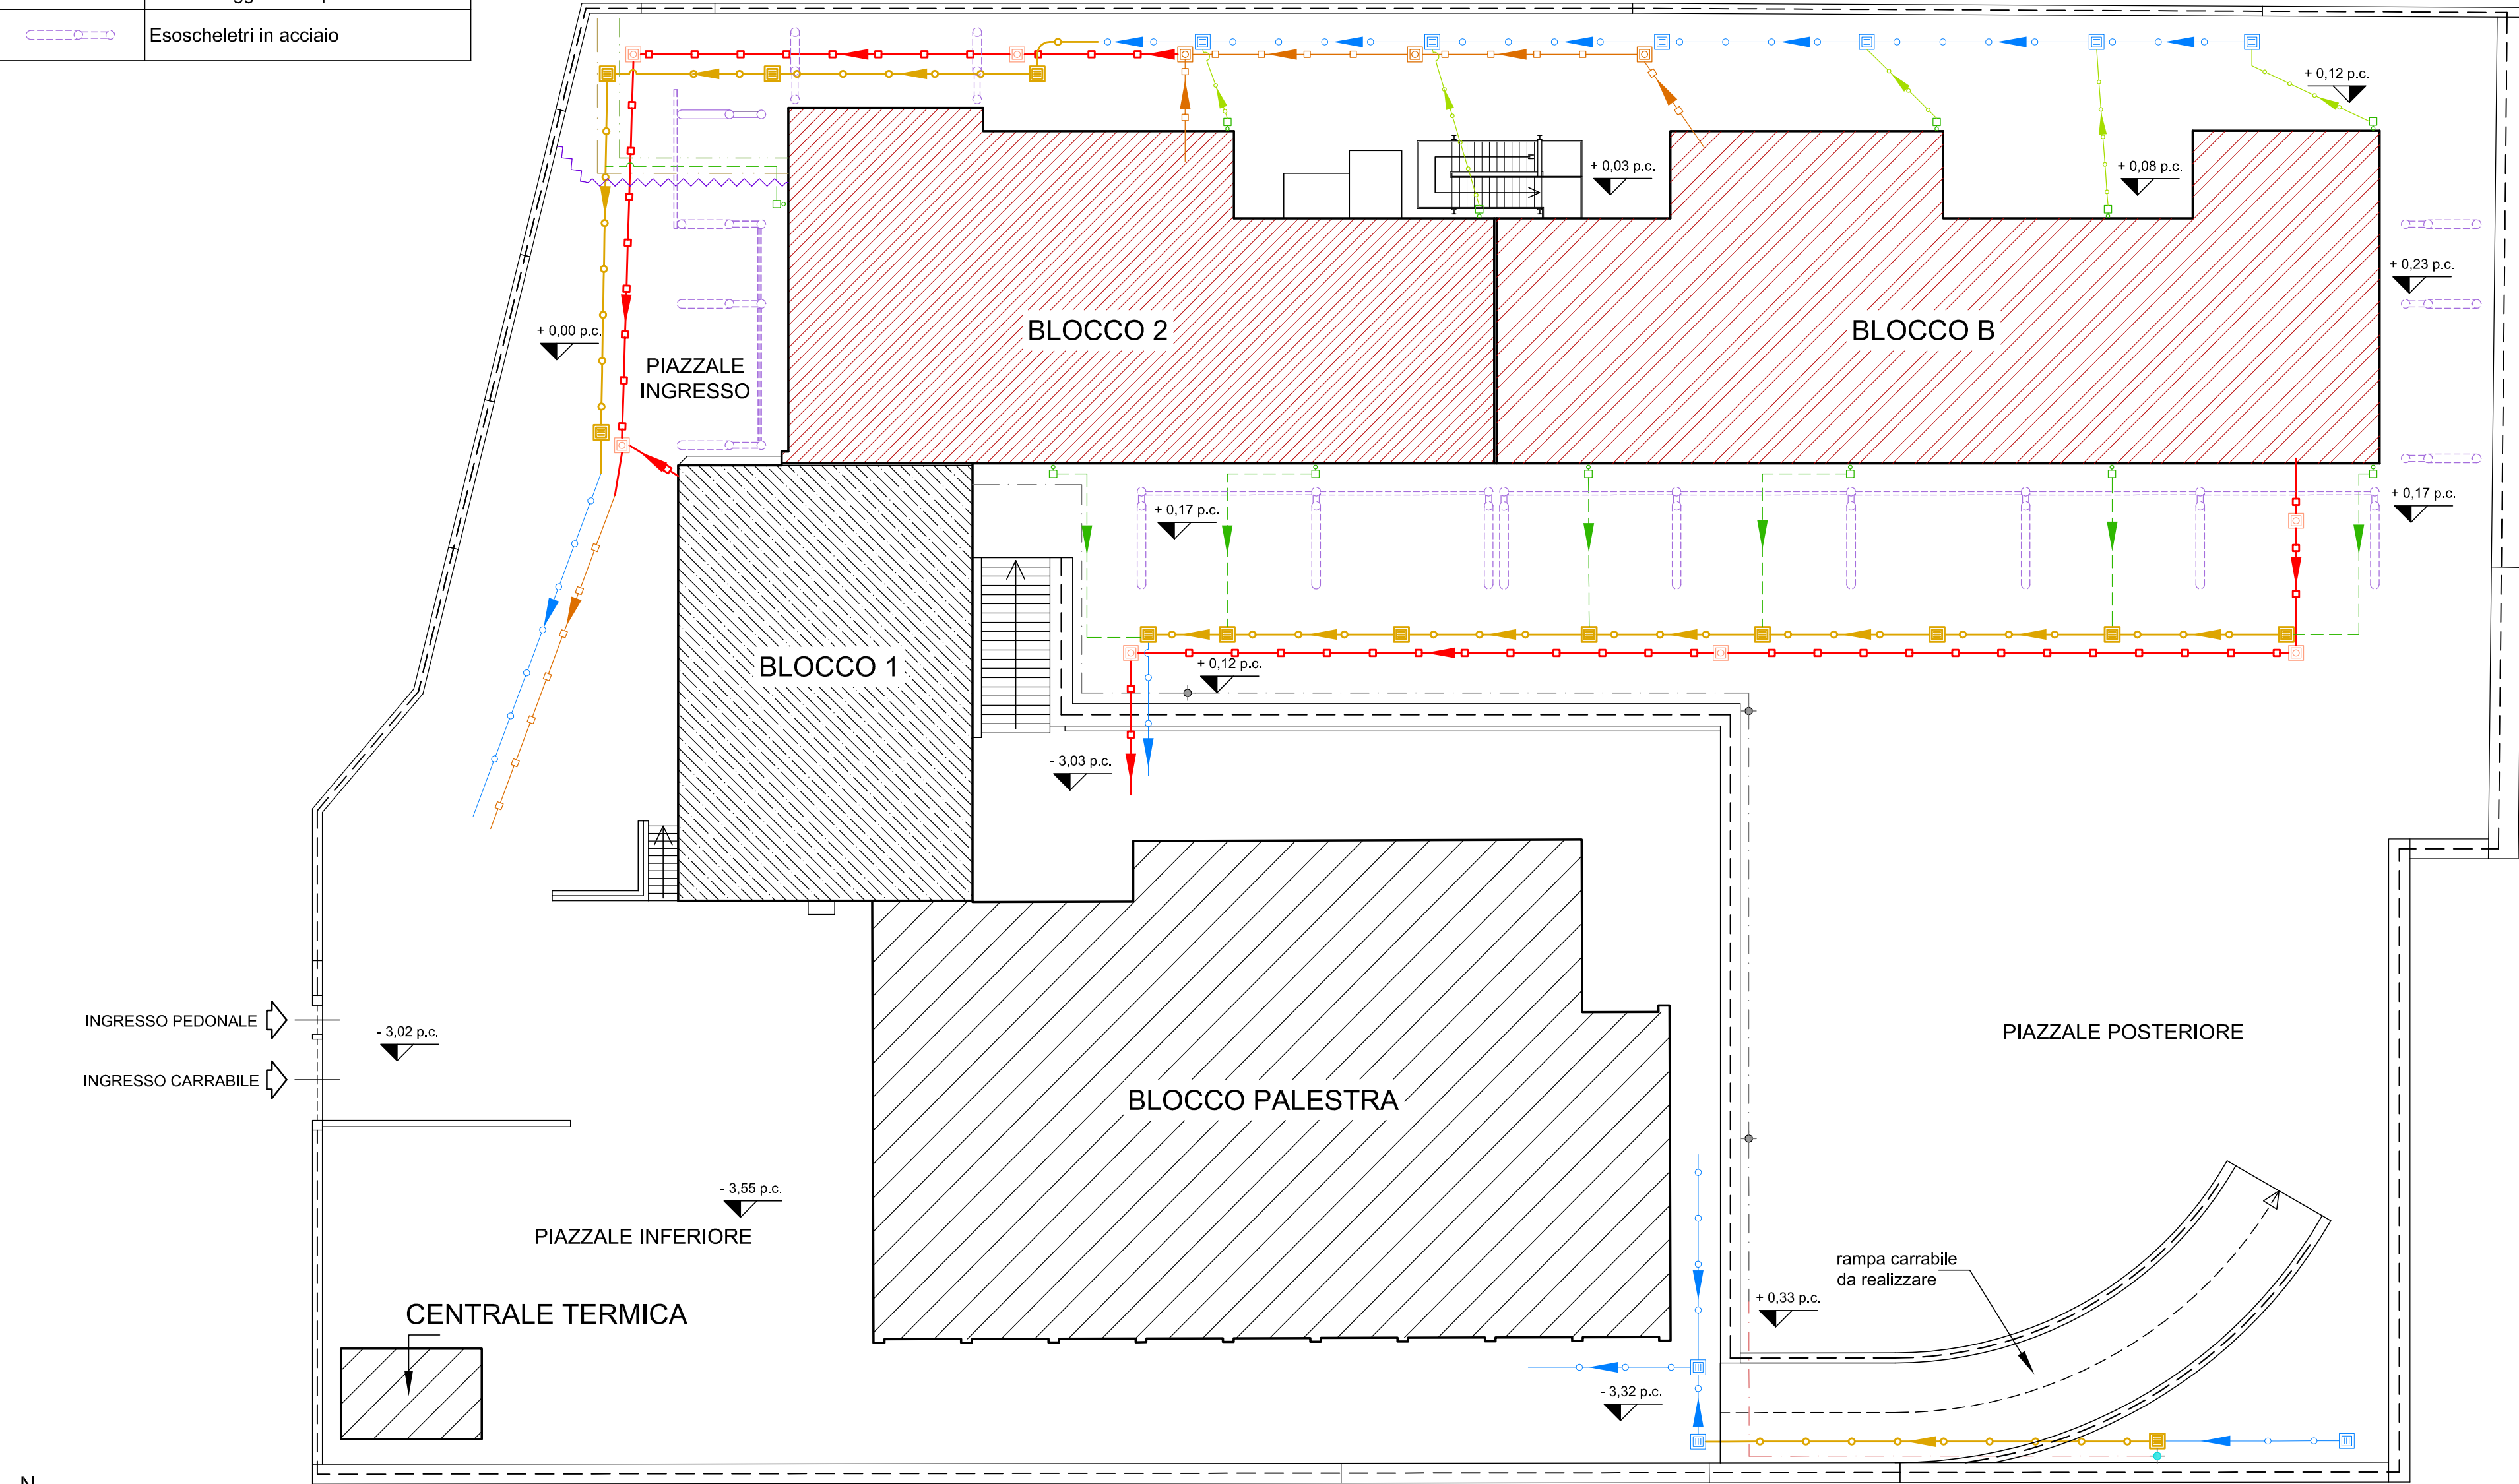 Esoscheletri in acciaio
+ 0,12 p.c.
+ 0,03 p.c.
+ 0,08 p.c.
+ 0,23 p.c.
+ 0,00 p.c.
BLOCCO 2
BLOCCO B
PIAZZALE
INGRESSO
+ 0,17 p.c.
+ 0,17 p.c.
BLOCCO 1
+ 0,12 p.c.
- 3,03 p.c.
INGRESSO PEDONALE
- 3,02 p.c.
PIAZZALE POSTERIORE
INGRESSO CARRABILE
BLOCCO PALESTRA
- 3,55 p.c.
PIAZZALE INFERIORE
rampa carrabile
da realizzare
+ 0,33 p.c.
CENTRALE TERMICA
- 3,32 p.c.
N